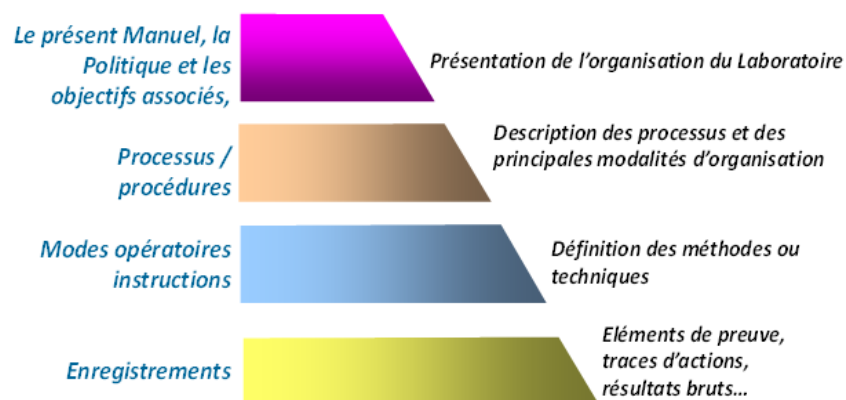 Le présent Manuel, la
Politique et les
objectifs associés,
Présentation de l'organisation du Laboratoire
Processus /
procédures
Description des processus et des
principales modalités d'organisation
Modes opératoires
instructions
Définition des méthodes ou
techniques
Enregistrements
Eléments de preuve,
traces d'actions,
résultats bruts...